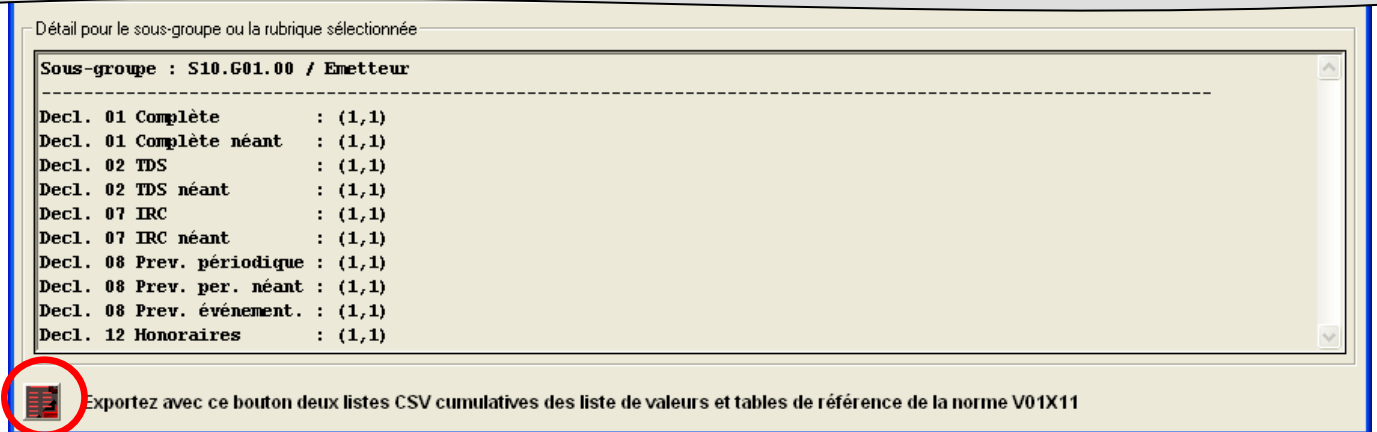 Détail pour le sous-groupe ou la rubrique sélectionnée
Sous-groupe : S10.G01.00 / Emetteur
---------------------------------------------------------------------------------------------------------------
Decl. 01 Complète : (1,1)
Decl. 01 Complète néant : (1,1)
Decl. 02 TDS : (1,1)
Decl. 02 TDS néant : (1,1)
Decl. 07 IRC : (1,1)
Decl. 07 IRC néant : (1,1)
Decl. 08 Prev. périodique : (1,1)
Decl. 08 Prev. per. néant : (1,1)
Decl. 08 Prev. événement. : (1,1)
Decl. 12 Honoraires : (1,1)
Exportez avec ce bouton deux listes CSV cumulatives des liste de valeurs et tables de référence de la norme V01X11